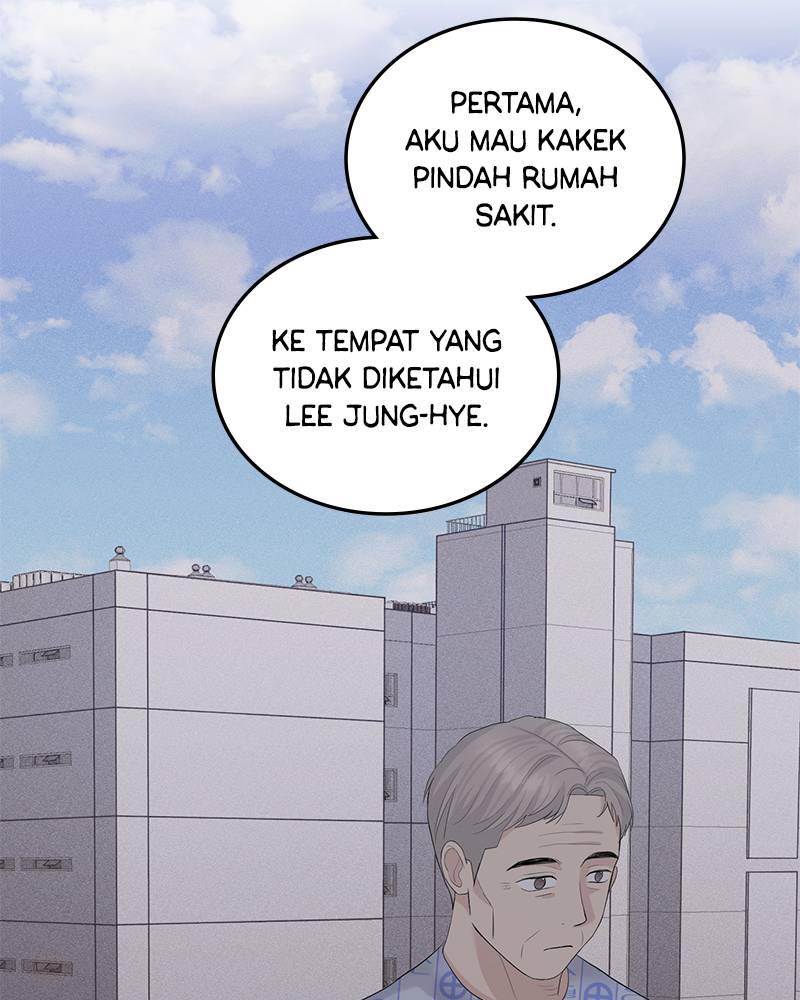 PERTAMA,
AKU MAU KAKEK
PINDAH RUMAH
SAKIT.
KE TEMPAT YANG
TIDAK DIKETAHUI
LEE JUNG-HYE.